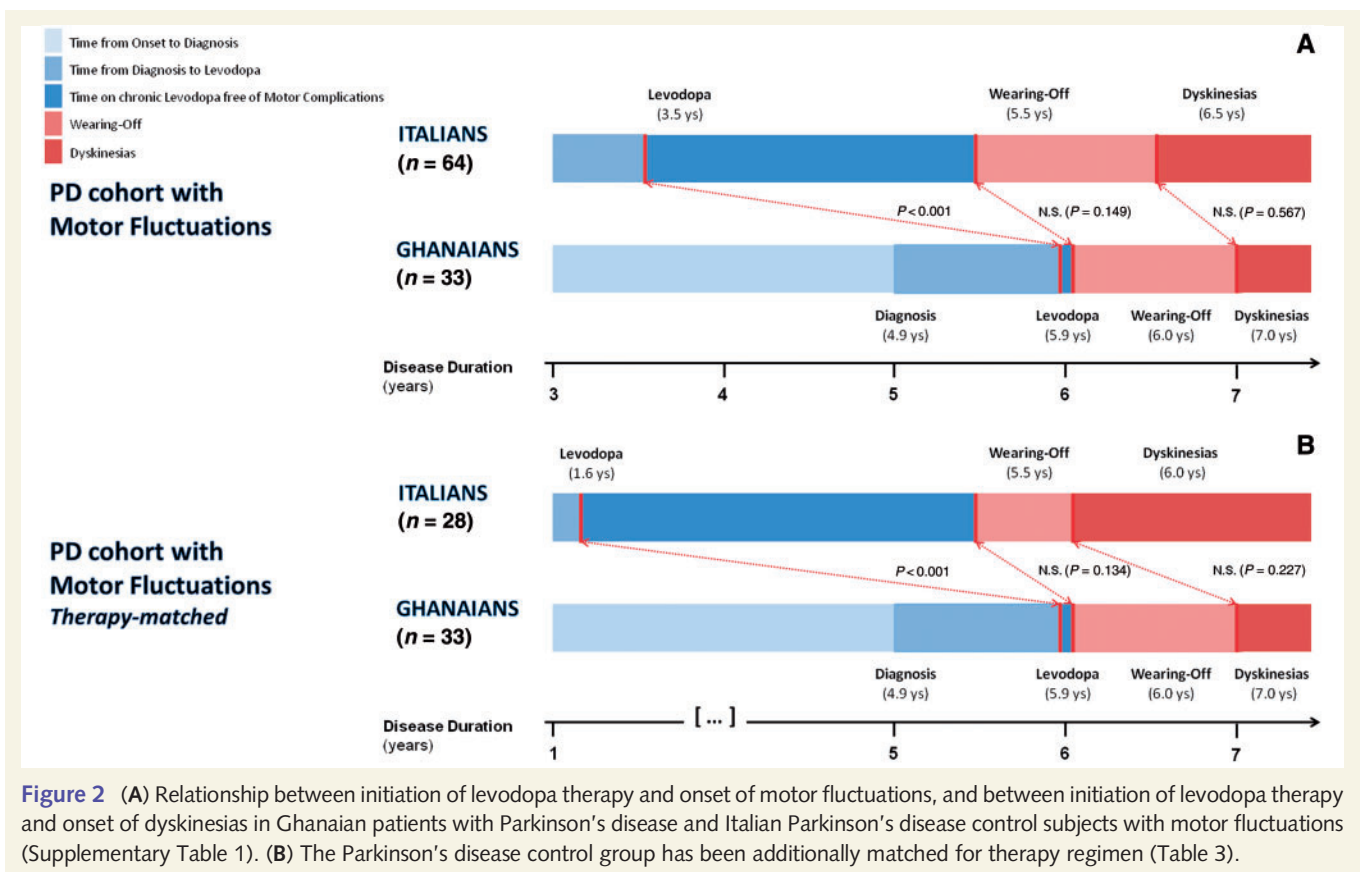 Time from Onset to Diagnosis
Time from Diagnosis to Levodopa
Time on chronic Levodopa free of Motor Complications
Wearing-Off
Dyskinesias
A
PD cohort with
Motor Fluctuations
Levodopa
(3.5 ys)
Wearing-Off
(5.5 ys)
Dyskinesias
(6.5 ys)
ITALIANS
(n = 64)
P < 0.001
N.S. (P = 0.149)
N.S. (P = 0.567)
GHANAIANS
(n = 33)
Diagnosis
(4.9 ys)
Levodopa
(5.9 ys)
Wearing-Off
(6.0 ys)
Dyskinesias
(7.0 ys)
Disease Duration
(years)
3 4 5 6 7
B
PD cohort with
Motor Fluctuations
Therapy-matched
Levodopa
(1.6 ys)
Wearing-Off
(5.5 ys)
Dyskinesias
(6.0 ys)
ITALIANS
(n = 28)
P < 0.001
N.S. (P = 0.134)
N.S. (P = 0.227)
GHANAIANS
(n = 33)
Diagnosis
(4.9 ys)
Levodopa
(5.9 ys)
Wearing-Off
(6.0 ys)
Dyskinesias
(7.0 ys)
Disease Duration
(years)
[ ... ]
1 5 6 7
Figure 2 (A) Relationship between initiation of levodopa therapy and onset of motor fluctuations, and between initiation of levodopa therapy
and onset of dyskinesias in Ghanaian patients with Parkinson's disease and Italian Parkinson's disease control subjects with motor fluctuations
(Supplementary Table 1). (B) The Parkinson's disease control group has been additionally matched for therapy regimen (Table 3).